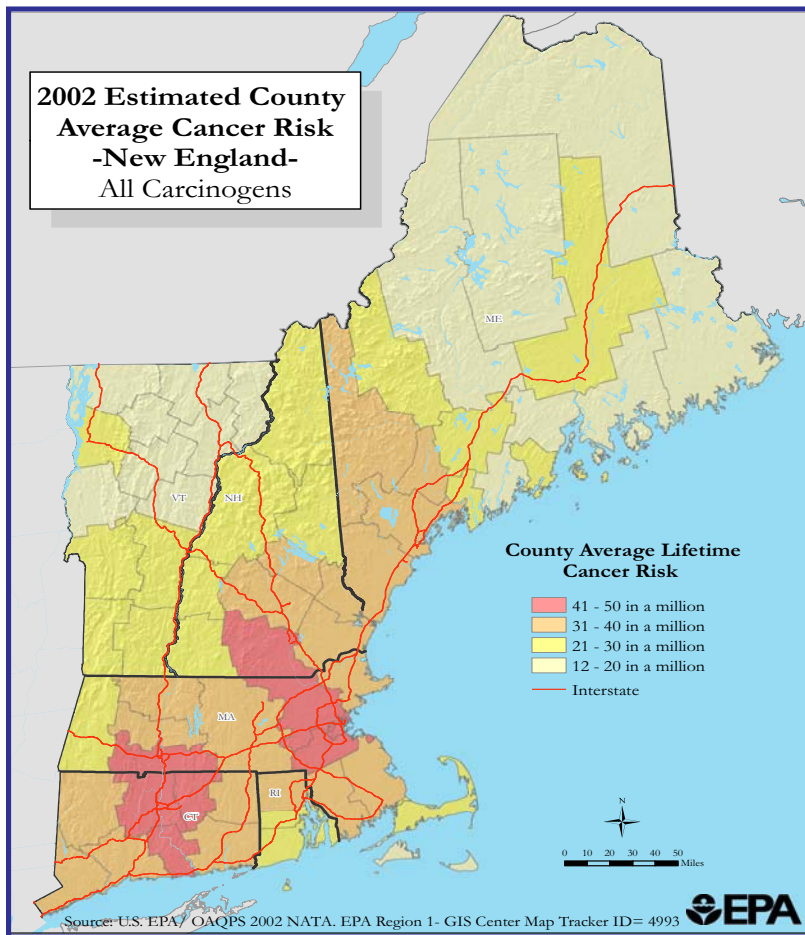 2002 Estimated County
Average Cancer Risk
-New England-
All Carcinogens
ME
VT
NH
County Average Lifetime
Cancer Risk
41 - 50 in a million
31 - 40 in a million
21 - 30 in a million
12 - 20 in a million
Interstate
MA
RI
CT
N
0 10 20 30 40 50
Miles
Source: U.S. EPA/ OAQPS 2002 NATA. EPA Region 1- GIS Center Map Tracker ID= 4993
EPA